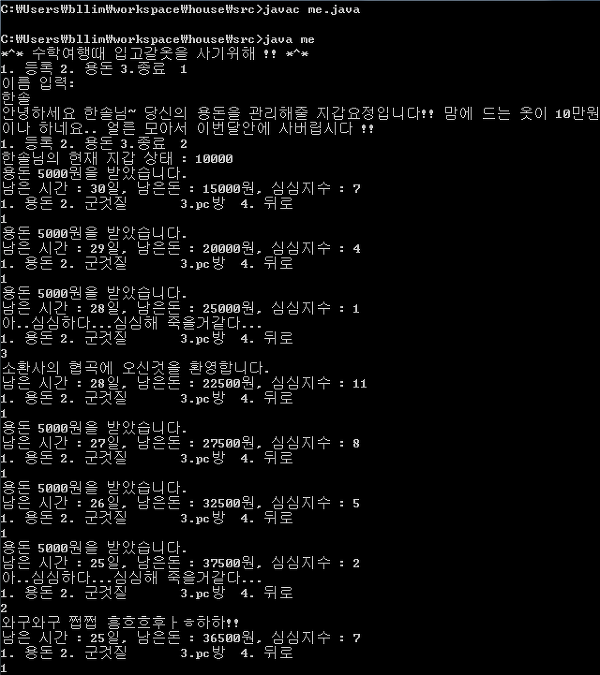 C:\Users\bllim\workspace\house\src>javac me.java
C:\Users\bllim\workspace\house\src>java me
*^* 수학여행때 입고갈옷을 사기위해 !! *^*
1. 등록 2. 용돈 3.종료  1
이름 입력:
한솔
안녕하세요 한솔님~ 당신의 용돈을 관리해줄 지갑요정입니다!! 맘에 드는 옷이 10만원
이나 하네요.. 얼른 모아서 이번달안에 사버립시다 !!
1. 등록 2. 용돈 3.종료  2
한솔님의 현재 지갑 상태 : 10000
용돈 5000원을 받았습니다.
남은 시간 : 30일, 남은돈 : 15000원, 심심지수 : 7
1. 용돈 2. 군것질 3.pc방 4. 뒤로
1
용돈 5000원을 받았습니다.
남은 시간 : 29일, 남은돈 : 20000원, 심심지수 : 4
1. 용돈 2. 군것질 3.pc방 4. 뒤로
1
용돈 5000원을 받았습니다.
남은 시간 : 28일, 남은돈 : 25000원, 심심지수 : 1
아..심심하다...심심해 죽을거같다...
1. 용돈 2. 군것질 3.pc방 4. 뒤로
3
소환사의 협곡에 오신것을 환영합니다.
남은 시간 : 28일, 남은돈 : 22500원, 심심지수 : 11
1. 용돈 2. 군것질 3.pc방 4. 뒤로
1
용돈 5000원을 받았습니다.
남은 시간 : 27일, 남은돈 : 27500원, 심심지수 : 8
1. 용돈 2. 군것질 3.pc방 4. 뒤로
1
용돈 5000원을 받았습니다.
남은 시간 : 26일, 남은돈 : 32500원, 심심지수 : 5
1. 용돈 2. 군것질 3.pc방 4. 뒤로
1
용돈 5000원을 받았습니다.
남은 시간 : 25일, 남은돈 : 37500원, 심심지수 : 2
아..심심하다...심심해 죽을거같다...
1. 용돈 2. 군것질 3.pc방 4. 뒤로
2
와구와구 쩝쩝 흥흐흐후ㅏㅎ하하!!
남은 시간 : 25일, 남은돈 : 36500원, 심심지수 : 7
1. 용돈 2. 군것질 3.pc방 4. 뒤로
1